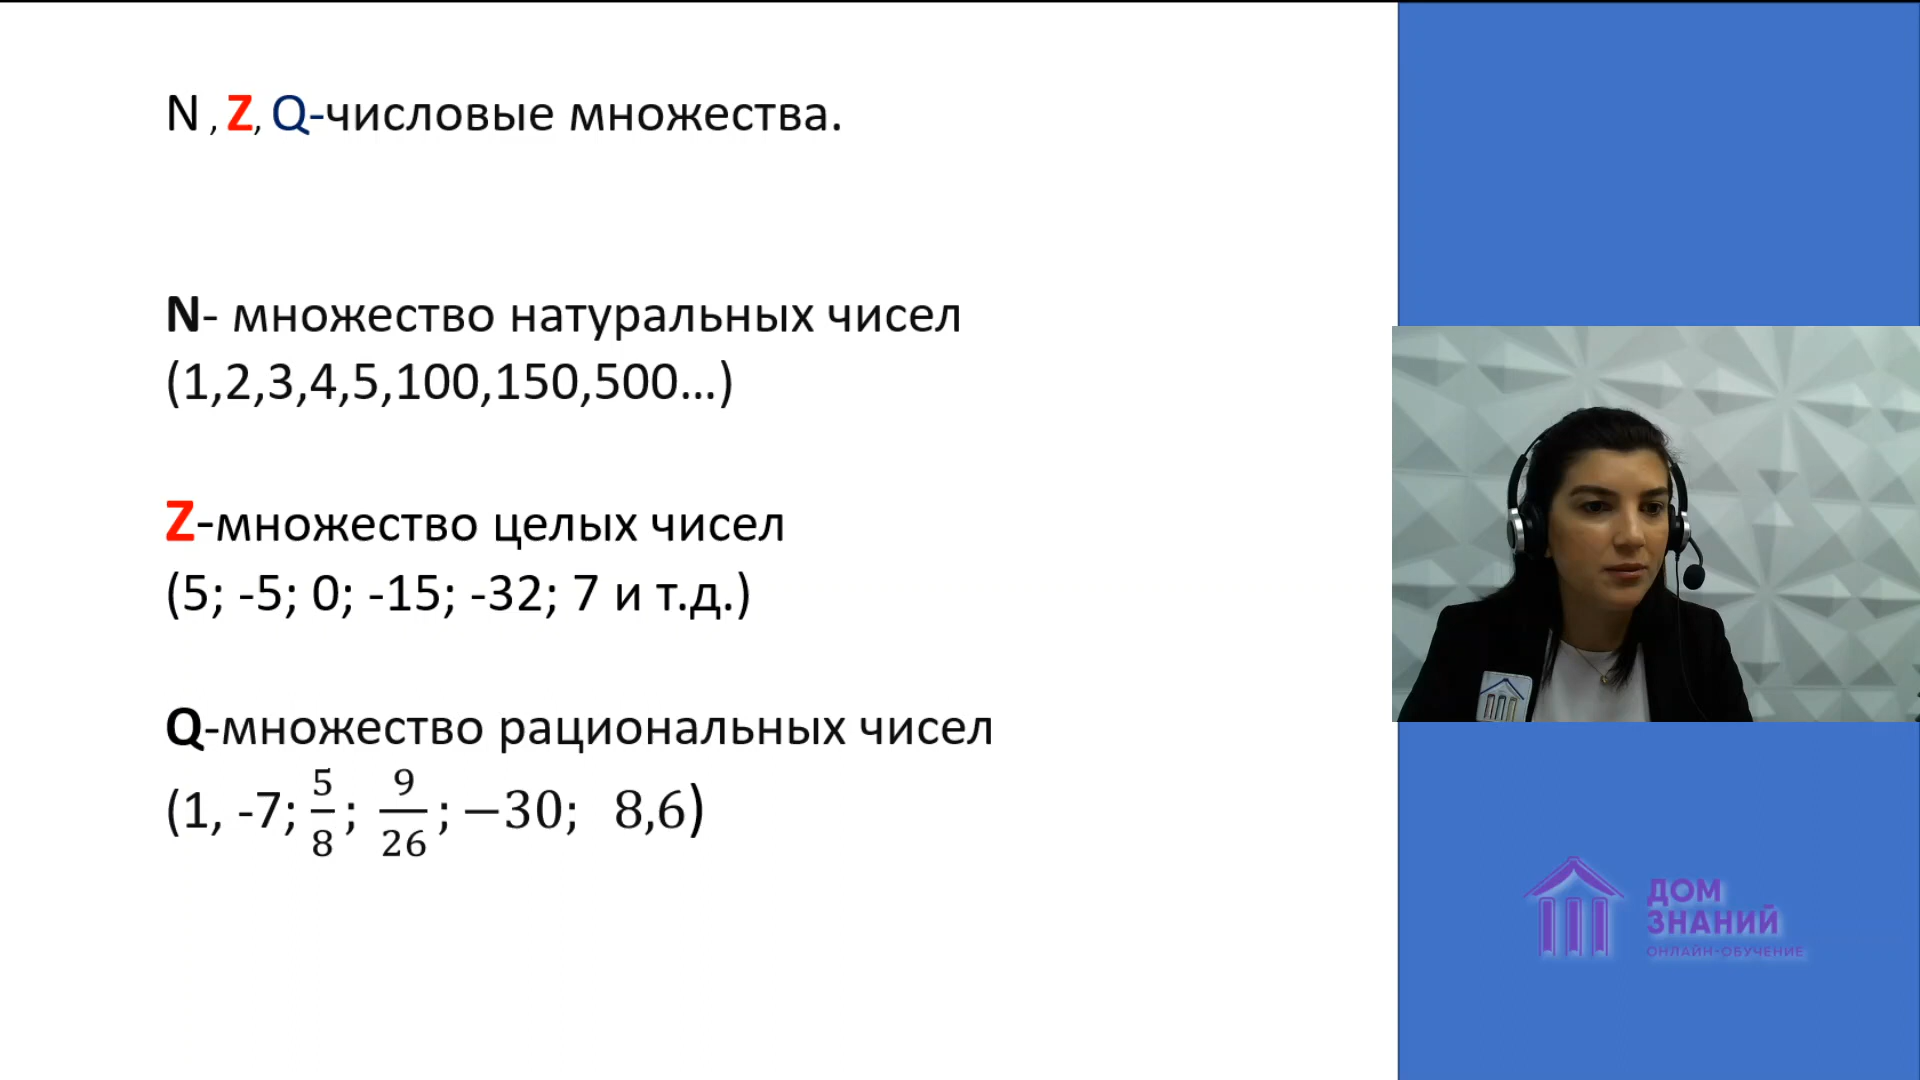 N , Z, Q-числовые множества.
N- множество натуральных чисел
(1,2,3,4,5,100,150,500…)
Z-множество целых чисел
(5; -5; 0; -15; -32; 7 и т.д.)
Q-множество рациональных чисел
(1, -7; 5/8; 9/26; −30; 8,6)
ДОМ
ЗНАНИЙ
ОНЛАЙН-ОБУЧЕНИЕ